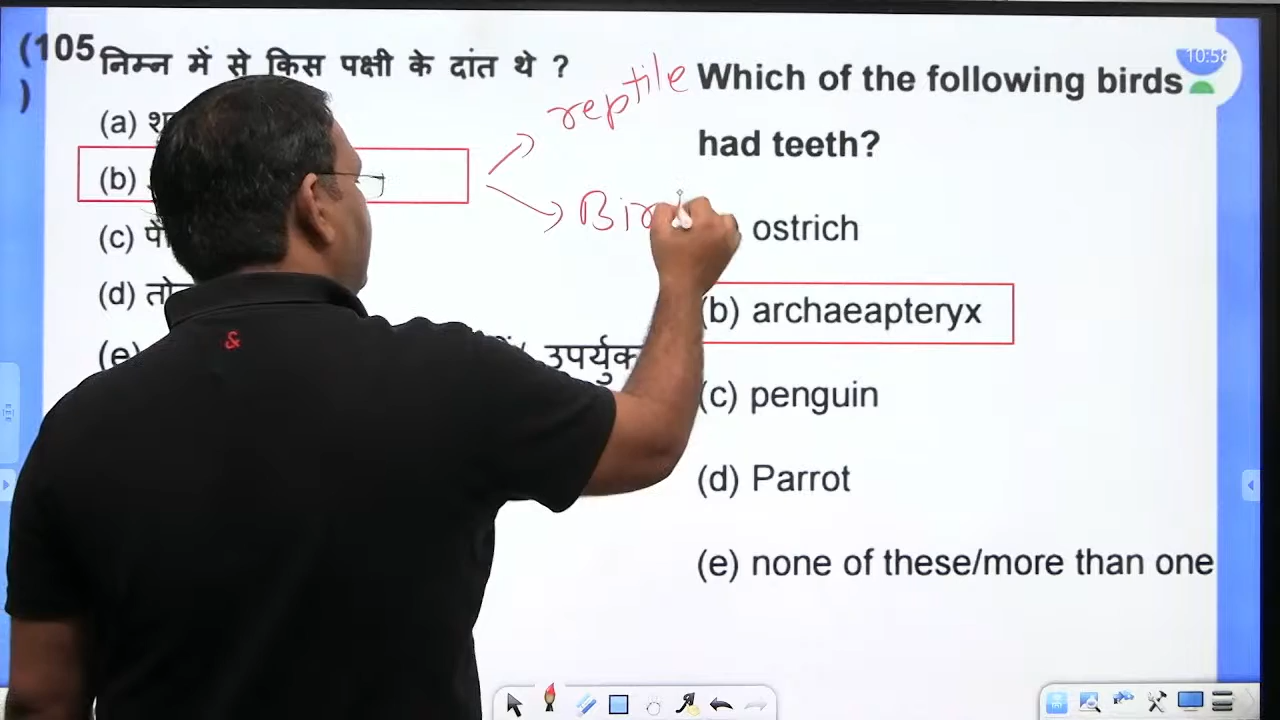 (105
)
निम्न में से किस पक्षी के दांत थे ?
(a)
(b)
(c)
(d)
(e)
उपर्युक
reptile
Bir
Which of the following birds
had teeth?
ostrich
(b) archaeapteryx
(c) penguin
(d) Parrot
(e) none of these/more than one
10:58
&